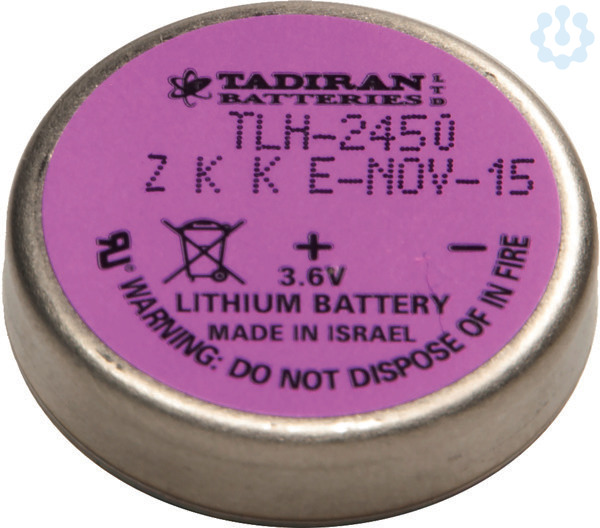 TADIRAN LTD
BATTERIES
TLH-2450
Z K K E-NOV-15
+ -
3.6V
LITHIUM BATTERY
MADE IN ISRAEL
WARNING: DO NOT DISPOSE OF IN FIRE